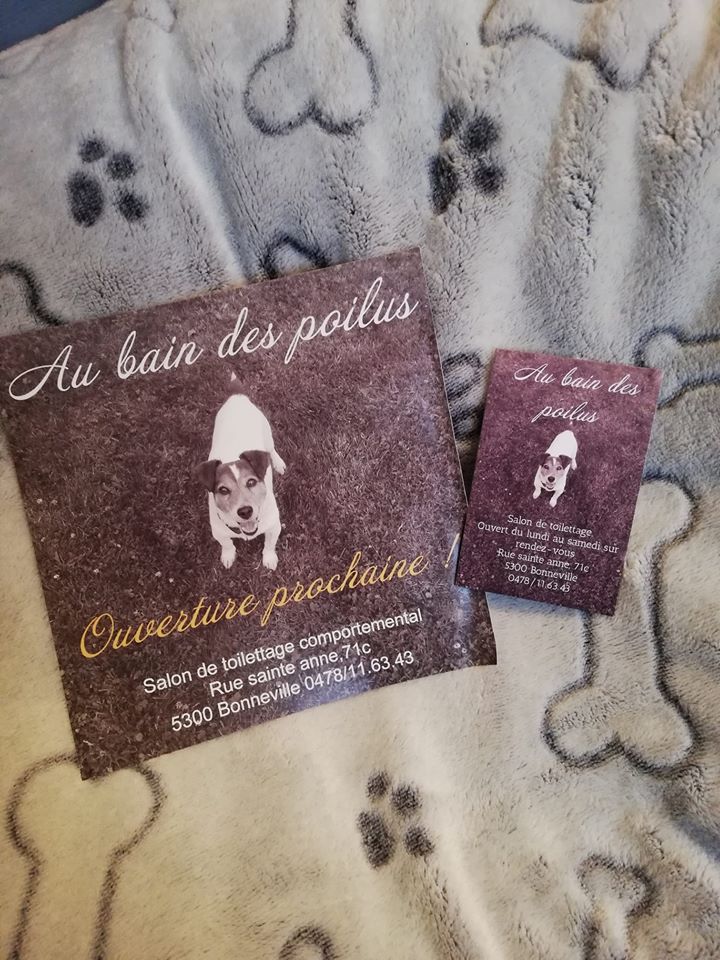 Au bain des poilus
Ouverture prochaine !
Salon de toilettage comportemental
Rue sainte anne,71c
5300 Bonneville 0478/11.63.43
Au bain des
poilus
Salon de toilettage
Ouvert du lundi au samedi sur
rendez-vous
Rue sainte anne, 71c
5300 Bonneville
0478/11.63.43